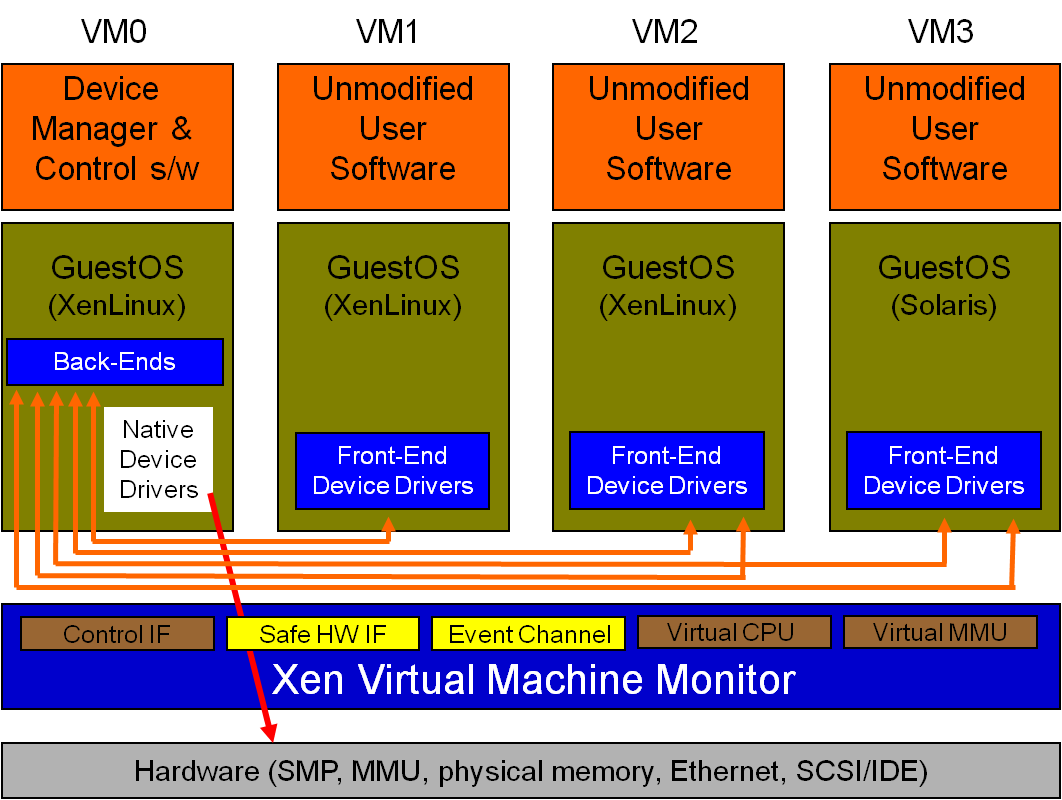 VM0
VM1
VM2
VM3
Device
Manager &
Control s/w
Unmodified
User
Software
Unmodified
User
Software
Unmodified
User
Software
GuestOS
(XenLinux)
Back-Ends
Native
Device
Drivers
GuestOS
(XenLinux)
Front-End
Device Drivers
GuestOS
(XenLinux)
Front-End
Device Drivers
GuestOS
(Solaris)
Front-End
Device Drivers
Control IF
Safe HW IF
Event Channel
Virtual CPU
Virtual MMU
Xen Virtual Machine Monitor
Hardware (SMP, MMU, physical memory, Ethernet, SCSI/IDE)